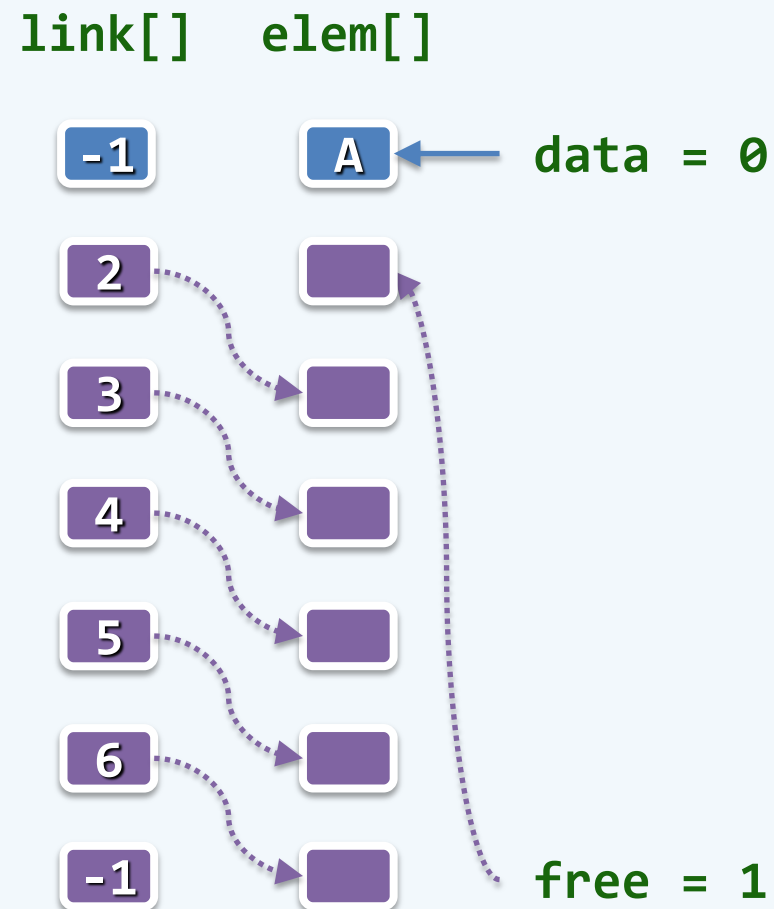 link[] elem[]
-1 A data = 0
2
3
4
5
6
-1 free = 1